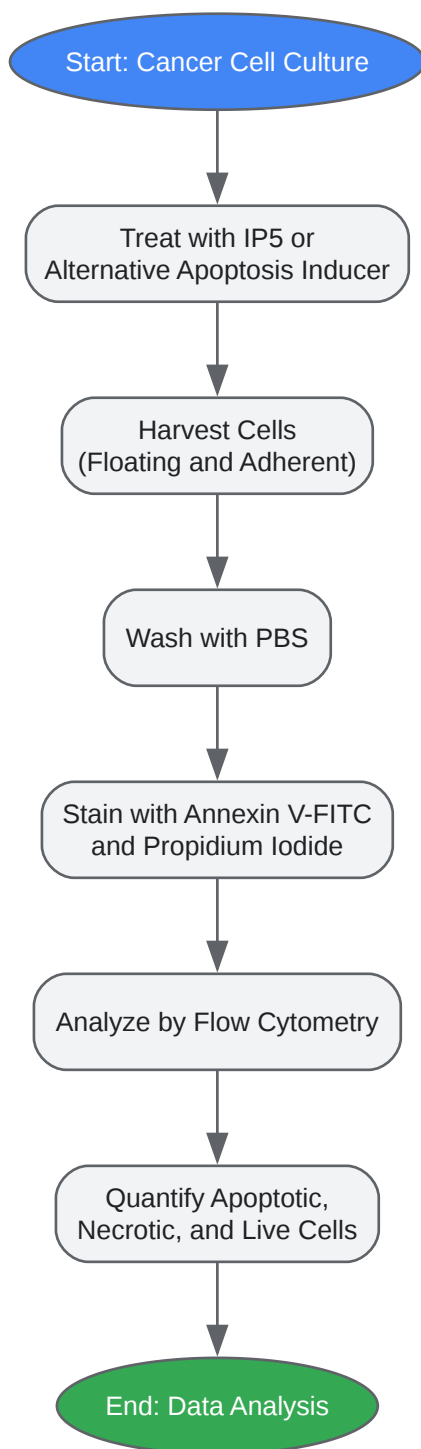 Start: Cancer Cell Culture
Treat with IP5 or
Alternative Apoptosis Inducer
Harvest Cells
(Floating and Adherent)
Wash with PBS
Stain with Annexin V-FITC
and Propidium Iodide
Analyze by Flow Cytometry
Quantify Apoptotic,
Necrotic, and Live Cells
End: Data Analysis